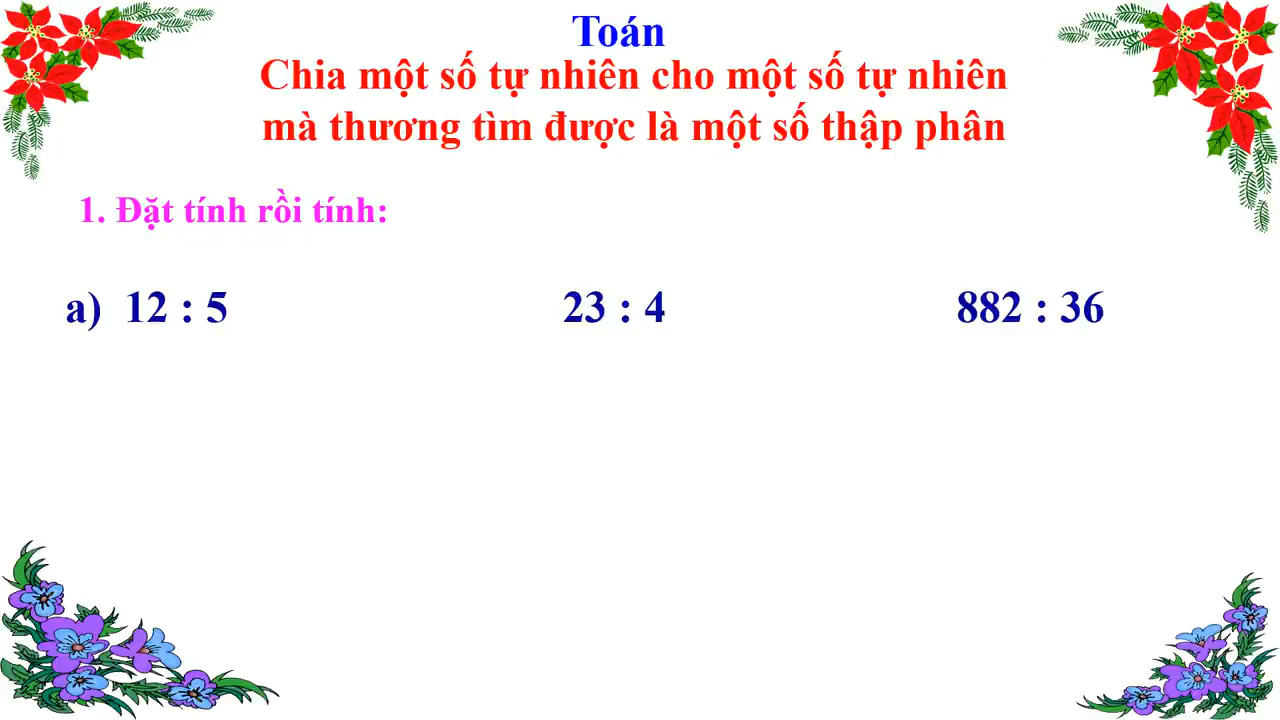 Toán
Chia một số tự nhiên cho một số tự nhiên
mà thương tìm được là một số thập phân
1. Đặt tính rồi tính:
a) 12 : 5 23 : 4 882 : 36